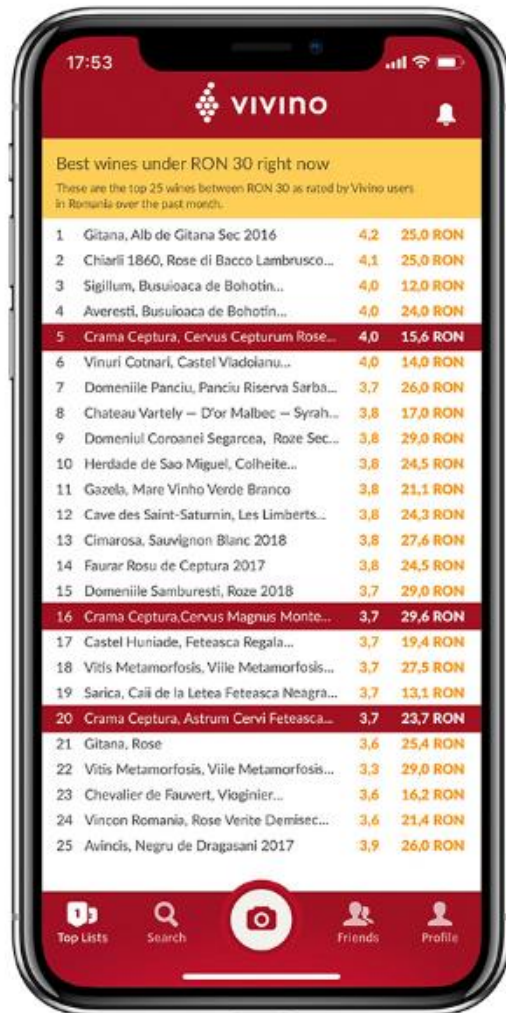 17:53
VIVINO
Best wines under RON 30 right now
These are the top 25 wines between RON 30 as rated by Vivino users
in Romania over the past month.
1 Gitana, Alb de Gitana Sec 2016 4,2 25,0 RON
2 Chiarli 1860, Rose di Bacco Lambrusco... 4,1 25,0 RON
3 Sigillum, Busuioaca de Bohotin... 4,0 12,0 RON
4 Averesti, Busuioaca de Bohotin... 4,0 24,0 RON
5 Crama Ceptura, Cervus Cepturum Rose... 4,0 15,6 RON
6 Vinuri Cotnari, Castel Vladoianu... 4,0 14,0 RON
7 Domeniile Panciu, Panciu Riserva Sarba... 3,7 26,0 RON
8 Chateau Vartely — D'or Malbec — Syrah... 3,8 17,0 RON
9 Domeniul Coroanei Segarcea, Roze Sec... 3,8 29,0 RON
10 Herdade de Sao Miguel, Colheite... 3,8 24,5 RON
11 Gazela, Mare Vinho Verde Branco 3,8 21,1 RON
12 Cave des Saint-Saturnin, Les Limberts... 3,8 24,3 RON
13 Cimarosa, Sauvignon Blanc 2018 3,8 27,6 RON
14 Faurar Rosu de Ceptura 2017 3,8 24,5 RON
15 Domeniile Samburesti, Roze 2018 3,7 29,0 RON
16 Crama Ceptura,Cervus Magnus Monte... 3,7 29,6 RON
17 Castel Huniade, Feteasca Regala... 3,7 19,4 RON
18 Vitis Metamorfosis, Viile Metamorfosis... 3,7 27,5 RON
19 Sarica, Caii de la Letea Feteasca Neagra... 3,7 13,1 RON
20 Crama Ceptura, Astrum Cervi Feteasca... 3,7 23,7 RON
21 Gitana, Rose 3,6 25,4 RON
22 Vitis Metamorfosis, Viile Metamorfosis... 3,3 29,0 RON
23 Chevalier de Fauvert, Vioginier... 3,6 16,2 RON
24 Vincon Romania, Rose Verite Demisec... 3,6 21,4 RON
25 Avincis, Negru de Dragasani 2017 3,9 26,0 RON
1 3
Top Lists Search Friends Profile